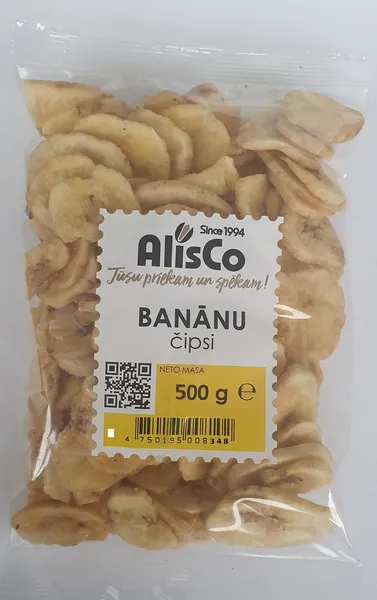 Since 1994
AlisCo
Jūsu priekam un spēkam!
BANĀNU
čipsi
NETO MASA
500 g ℮
4 750195 008348